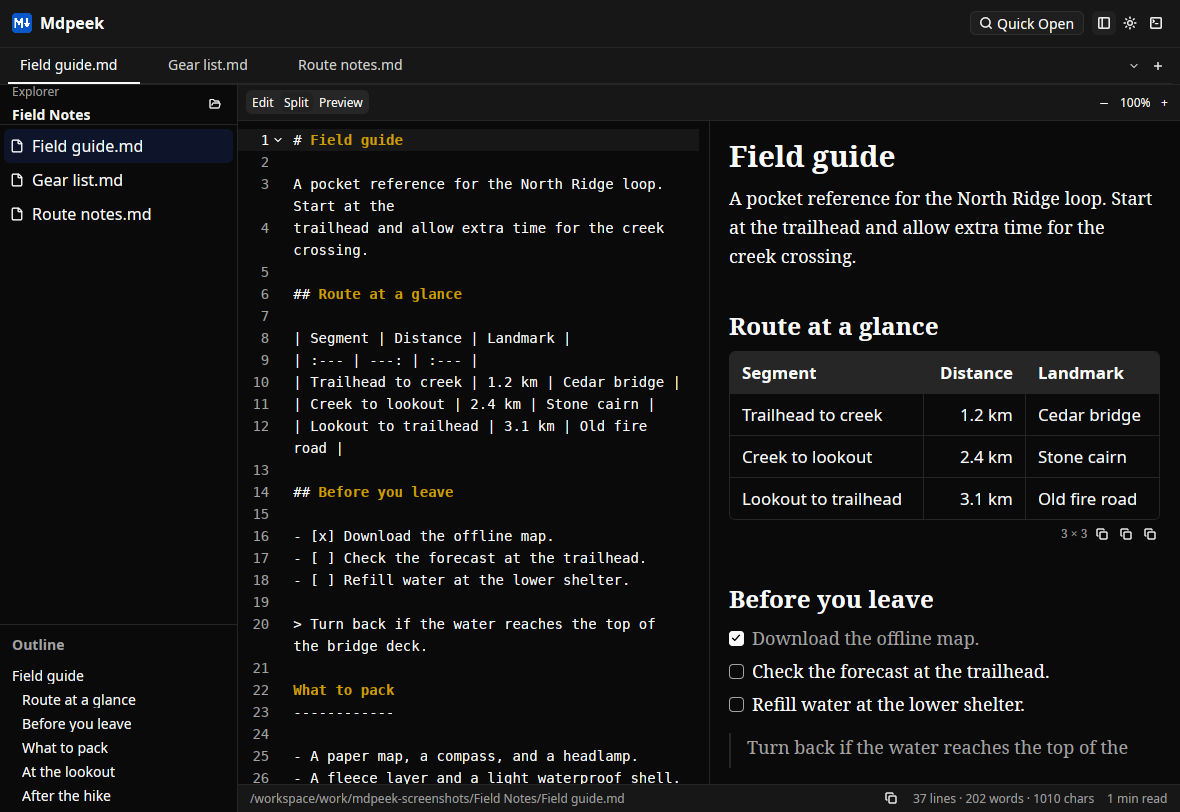 Mdpeek
Quick Open
Field guide.md
Gear list.md
Route notes.md
Explorer
Field Notes
Field guide.md
Gear list.md
Route notes.md
Outline
Field guide
Route at a glance
Before you leave
What to pack
At the lookout
After the hike
Edit Split Preview
− 100% +
1 # Field guide
2
3 A pocket reference for the North Ridge loop.
Start at the
4 trailhead and allow extra time for the creek
crossing.
5
6 ## Route at a glance
7
8 | Segment | Distance | Landmark |
9 | :--- | ---: | :--- |
10 | Trailhead to creek | 1.2 km | Cedar bridge |
11 | Creek to lookout | 2.4 km | Stone cairn |
12 | Lookout to trailhead | 3.1 km | Old fire
road |
13
14 ## Before you leave
15
16 - [x] Download the offline map.
17 - [ ] Check the forecast at the trailhead.
18 - [ ] Refill water at the lower shelter.
19
20 > Turn back if the water reaches the top of
the bridge deck.
21
22 What to pack
23 ------------
24
25 - A paper map, a compass, and a headlamp.
26 - A fleece layer and a light waterproof shell.
Field guide
A pocket reference for the North Ridge loop. Start
at the trailhead and allow extra time for the
creek crossing.
Route at a glance
Segment Distance Landmark
Trailhead to creek 1.2 km Cedar bridge
Creek to lookout 2.4 km Stone cairn
Lookout to trailhead 3.1 km Old fire road
3 × 3
Before you leave
Download the offline map.
Check the forecast at the trailhead.
Refill water at the lower shelter.
Turn back if the water reaches the top of the
/workspace/work/mdpeek-screenshots/Field Notes/Field guide.md
37 lines · 202 words · 1010 chars 1 min read